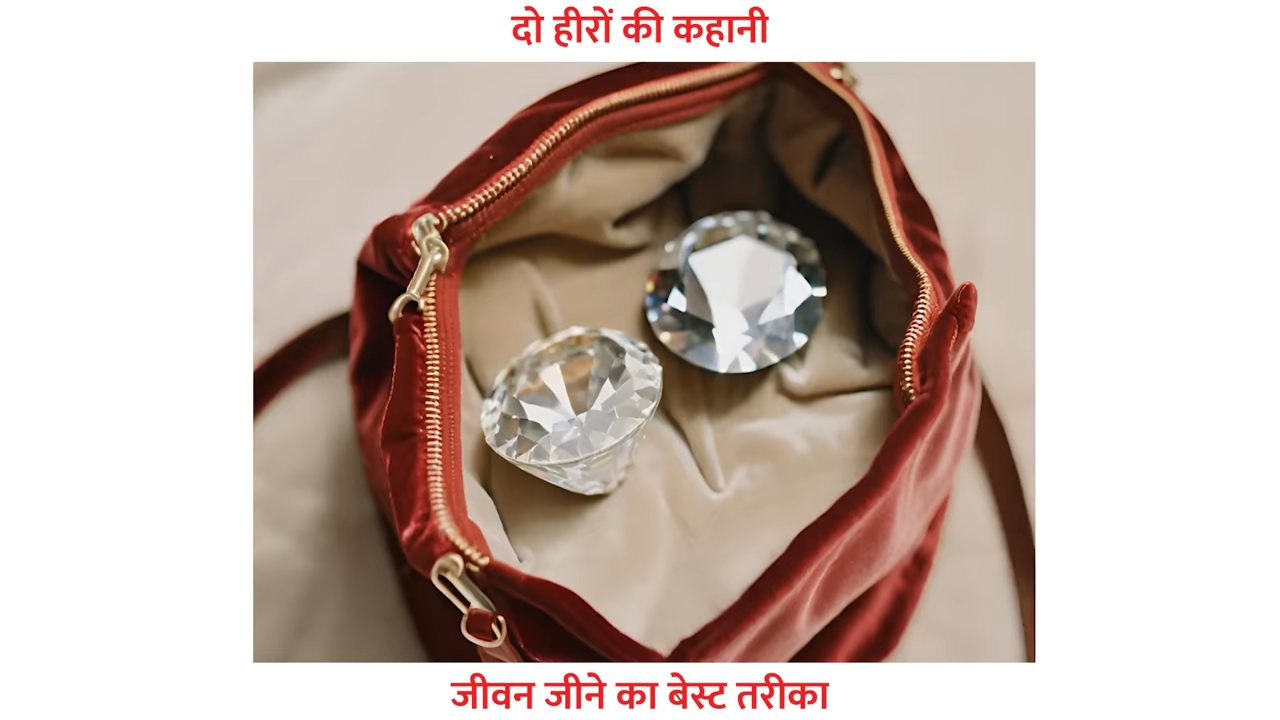 दो हीरों की कहानी
जीवन जीने का बेस्ट तरीका